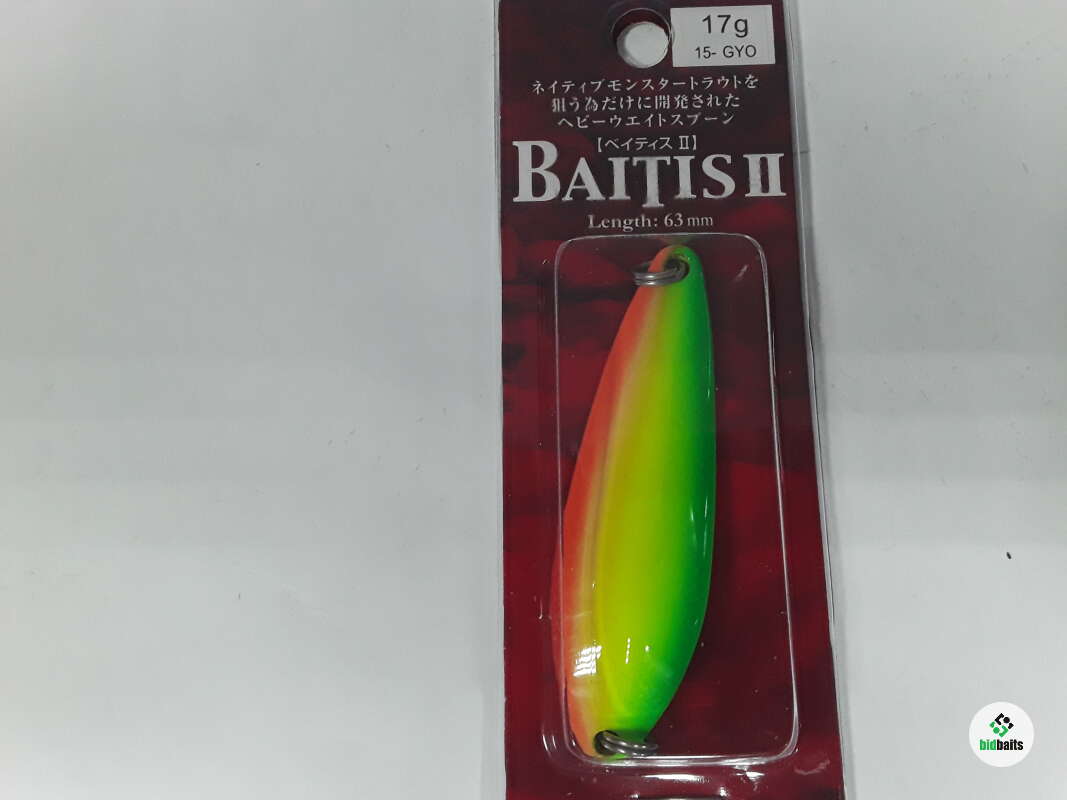 17g
15- GYO
ネイティブモンスタートラウトを
狙う為だけに開発された
ヘビーウエイトスプーン
【ベイティス II】
BAITIS II
Length: 63mm
bidbaits